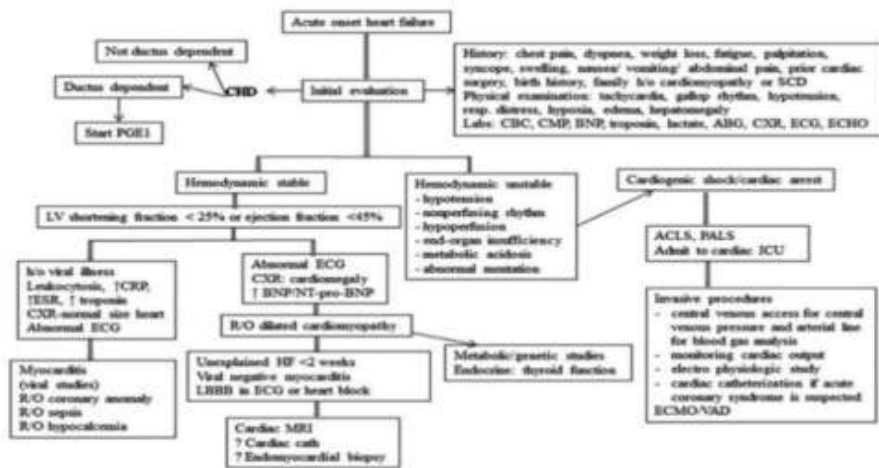 Acute onset heart failure
Not ductus dependent
Ductus dependent
CHD
Initial evaluation
Start PGE1
History: chest pain, dyspnea, weight loss, fatigue, palpitation,
syncope, swelling, nausea/ vomiting/ abdominal pain, prior cardiac
surgery, birth history, family h/o cardiomyopathy or SCD
Physical examination: tachycardia, gallop rhythm, hypotension,
resp. distress, hypoxia, edema, hepatomegaly
Labs: CBC, CMP, BNP, troponin, lactate, ABG, CXR, ECG, ECHO
Hemodynamic stable
LV shortening fraction < 25% or ejection fraction <45%
h/o viral illness
Leukocytosis, ↑CRP,
↑ESR, ↑ troponin
CXR-normal size heart
Abnormal ECG
Myocarditis
(viral studies)
R/O coronary anomaly
R/O sepsis
R/O hypocalcemia
Abnormal ECG
CXR: cardiomegaly
↑ BNP/NT-pro-BNP
R/O dilated cardiomyopathy
Unexplained HF <2 weeks
Viral negative myocarditis
LBBB in ECG or heart block
Cardiac MRI
? Cardiac cath
? Endomyocardial biopsy
Metabolic/genetic studies
Endocrine: thyroid function
Hemodynamic unstable
- hypotension
- nonperfusing rhythm
- hypoperfusion
- end-organ insufficiency
- metabolic acidosis
- abnormal mentation
Cardiogenic shock/cardiac arrest
ACLS, PALS
Admit to cardiac ICU
Invasive procedures
- central venous access for central
venous pressure and arterial line
for blood gas analysis
- monitoring cardiac output
- electro physiologic study
- cardiac catheterization if acute
coronary syndrome is suspected
ECMO/VAD